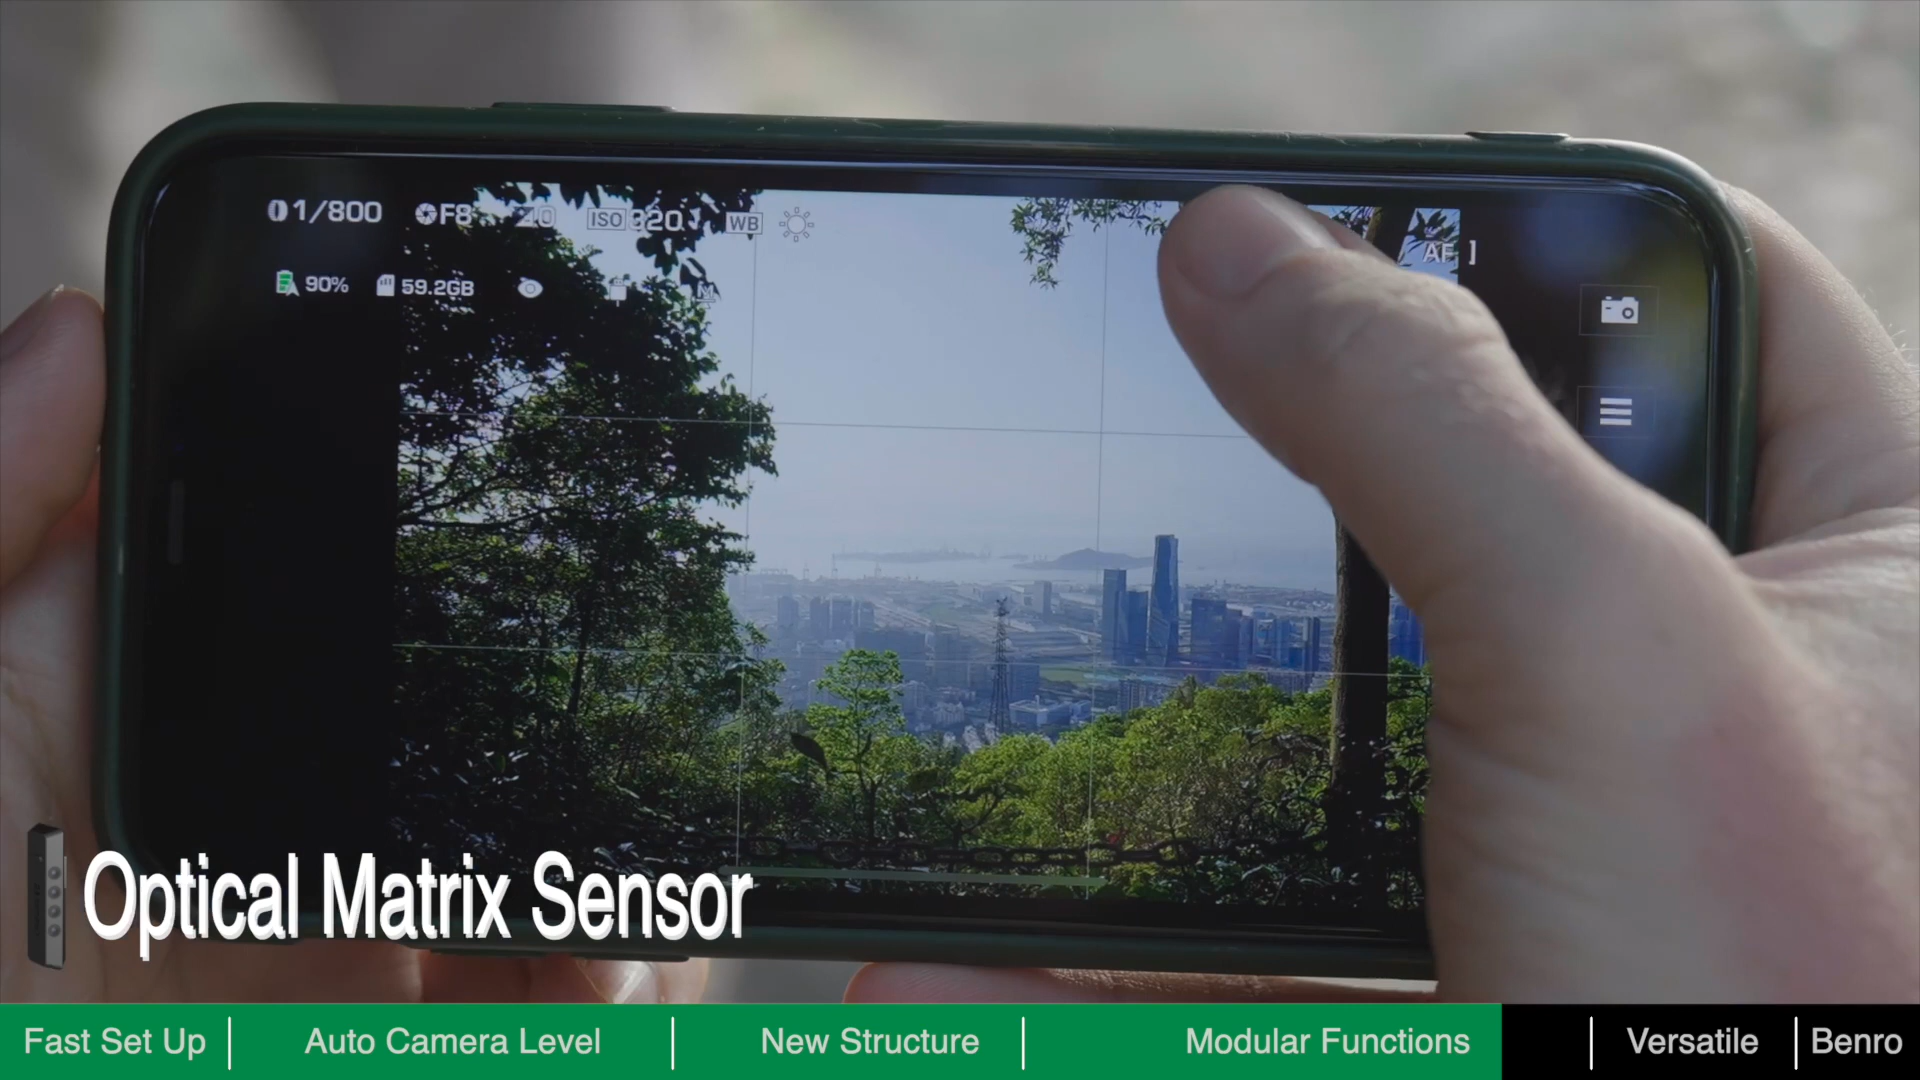 1/800 F8 ISO 320 WB
AF ]
90% 59.2GB
Optical Matrix Sensor
Fast Set Up | Auto Camera Level | New Structure | Modular Functions | Versatile | Benro